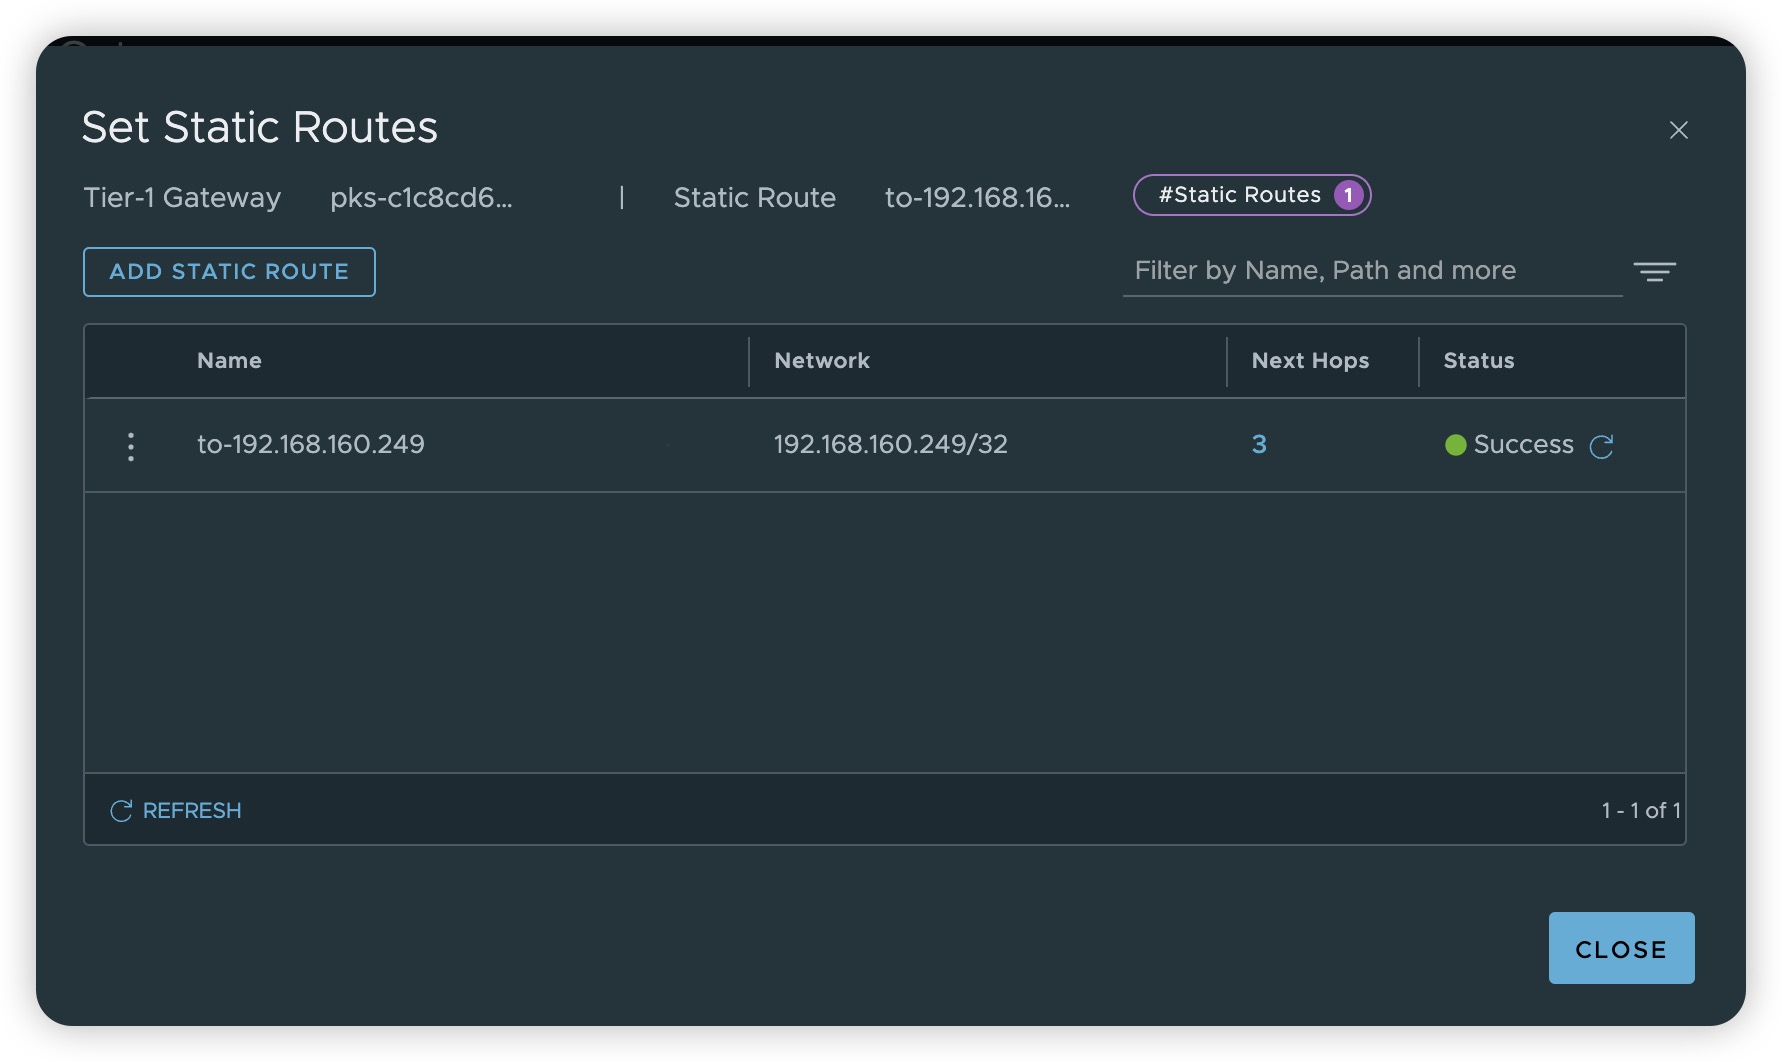 Set Static Routes
Tier-1 Gateway pks-c1c8cd6... | Static Route to-192.168.16... #Static Routes 1
ADD STATIC ROUTE Filter by Name, Path and more
Name Network Next Hops Status
to-192.168.160.249 192.168.160.249/32 3 Success
REFRESH 1 - 1 of 1
CLOSE